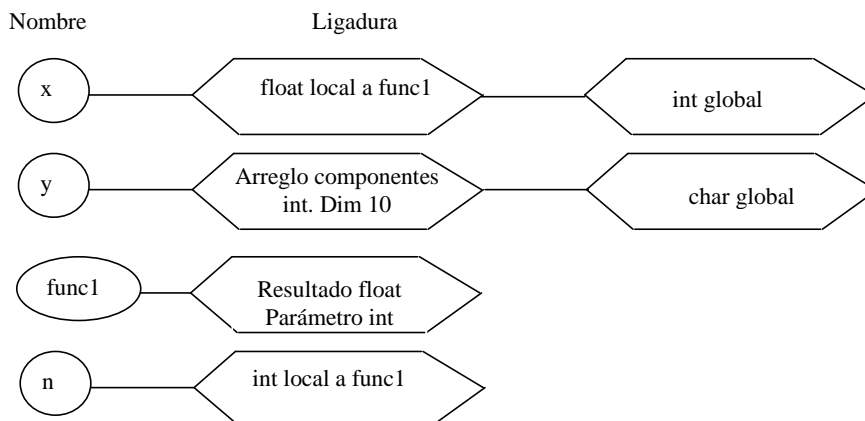 Nombre Ligadura
x float local a func1 int global
y Arreglo componentes
int. Dim 10 char global
func1 Resultado float
Parámetro int
n int local a func1